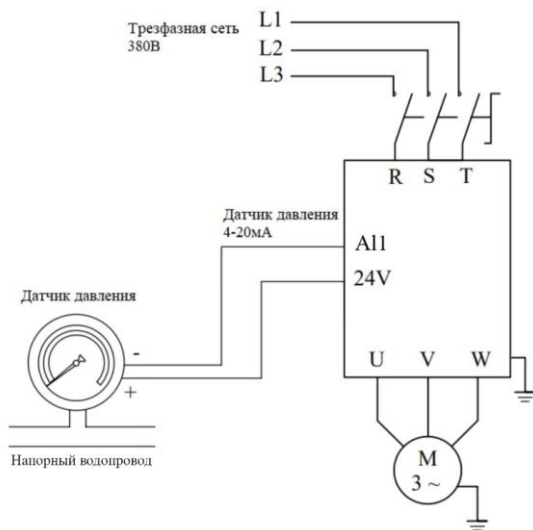 Трезфазная сеть
380В
L1
L2
L3
R S T
Датчик давления
4-20мА
AI1
24V
Датчик давления
-
+
U V W
Напорный водопровод
M
3 ~